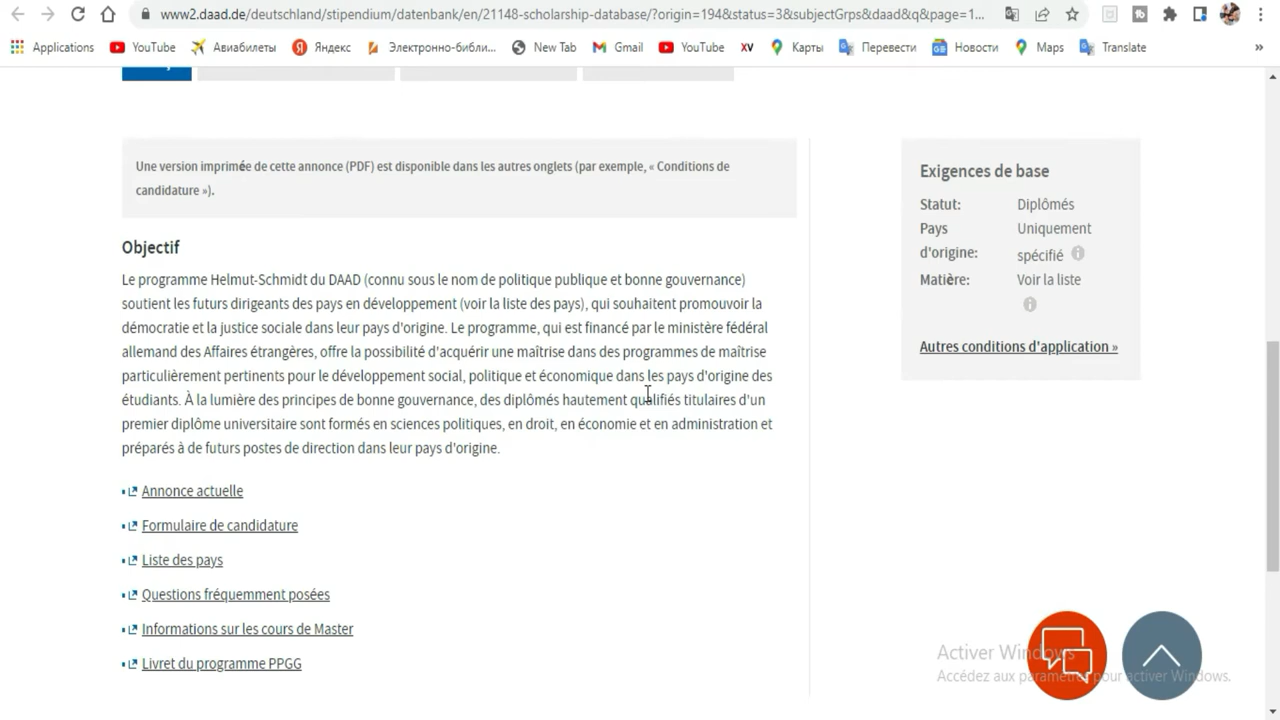 www2.daad.de/deutschland/stipendium/datenbank/en/21148-scholarship-database/?origin=194&status=3&subjectGrps&daad&q&page=1...
Applications YouTube Авиабилеты Яндекс Электронно-библи... New Tab Gmail YouTube XV Карты Перевести Новости Maps Translate »
Une version imprimée de cette annonce (PDF) est disponible dans les autres onglets (par exemple, « Conditions de
candidature »).
Objectif
Le programme Helmut-Schmidt du DAAD (connu sous le nom de politique publique et bonne gouvernance)
soutient les futurs dirigeants des pays en développement (voir la liste des pays), qui souhaitent promouvoir la
démocratie et la justice sociale dans leur pays d'origine. Le programme, qui est financé par le ministère fédéral
allemand des Affaires étrangères, offre la possibilité d'acquérir une maîtrise dans des programmes de maîtrise
particulièrement pertinents pour le développement social, politique et économique dans les pays d'origine des
étudiants. À la lumière des principes de bonne gouvernance, des diplômés hautement qualifiés titulaires d'un
premier diplôme universitaire sont formés en sciences politiques, en droit, en économie et en administration et
préparés à de futurs postes de direction dans leur pays d'origine.
Annonce actuelle
Formulaire de candidature
Liste des pays
Questions fréquemment posées
Informations sur les cours de Master
Livret du programme PPGG
Exigences de base
Statut: Diplômés
Pays Uniquement
d'origine: spécifié
Matière: Voir la liste
Autres conditions d'application »
Activer Windows
Accédez aux paramètres pour activer Windows.